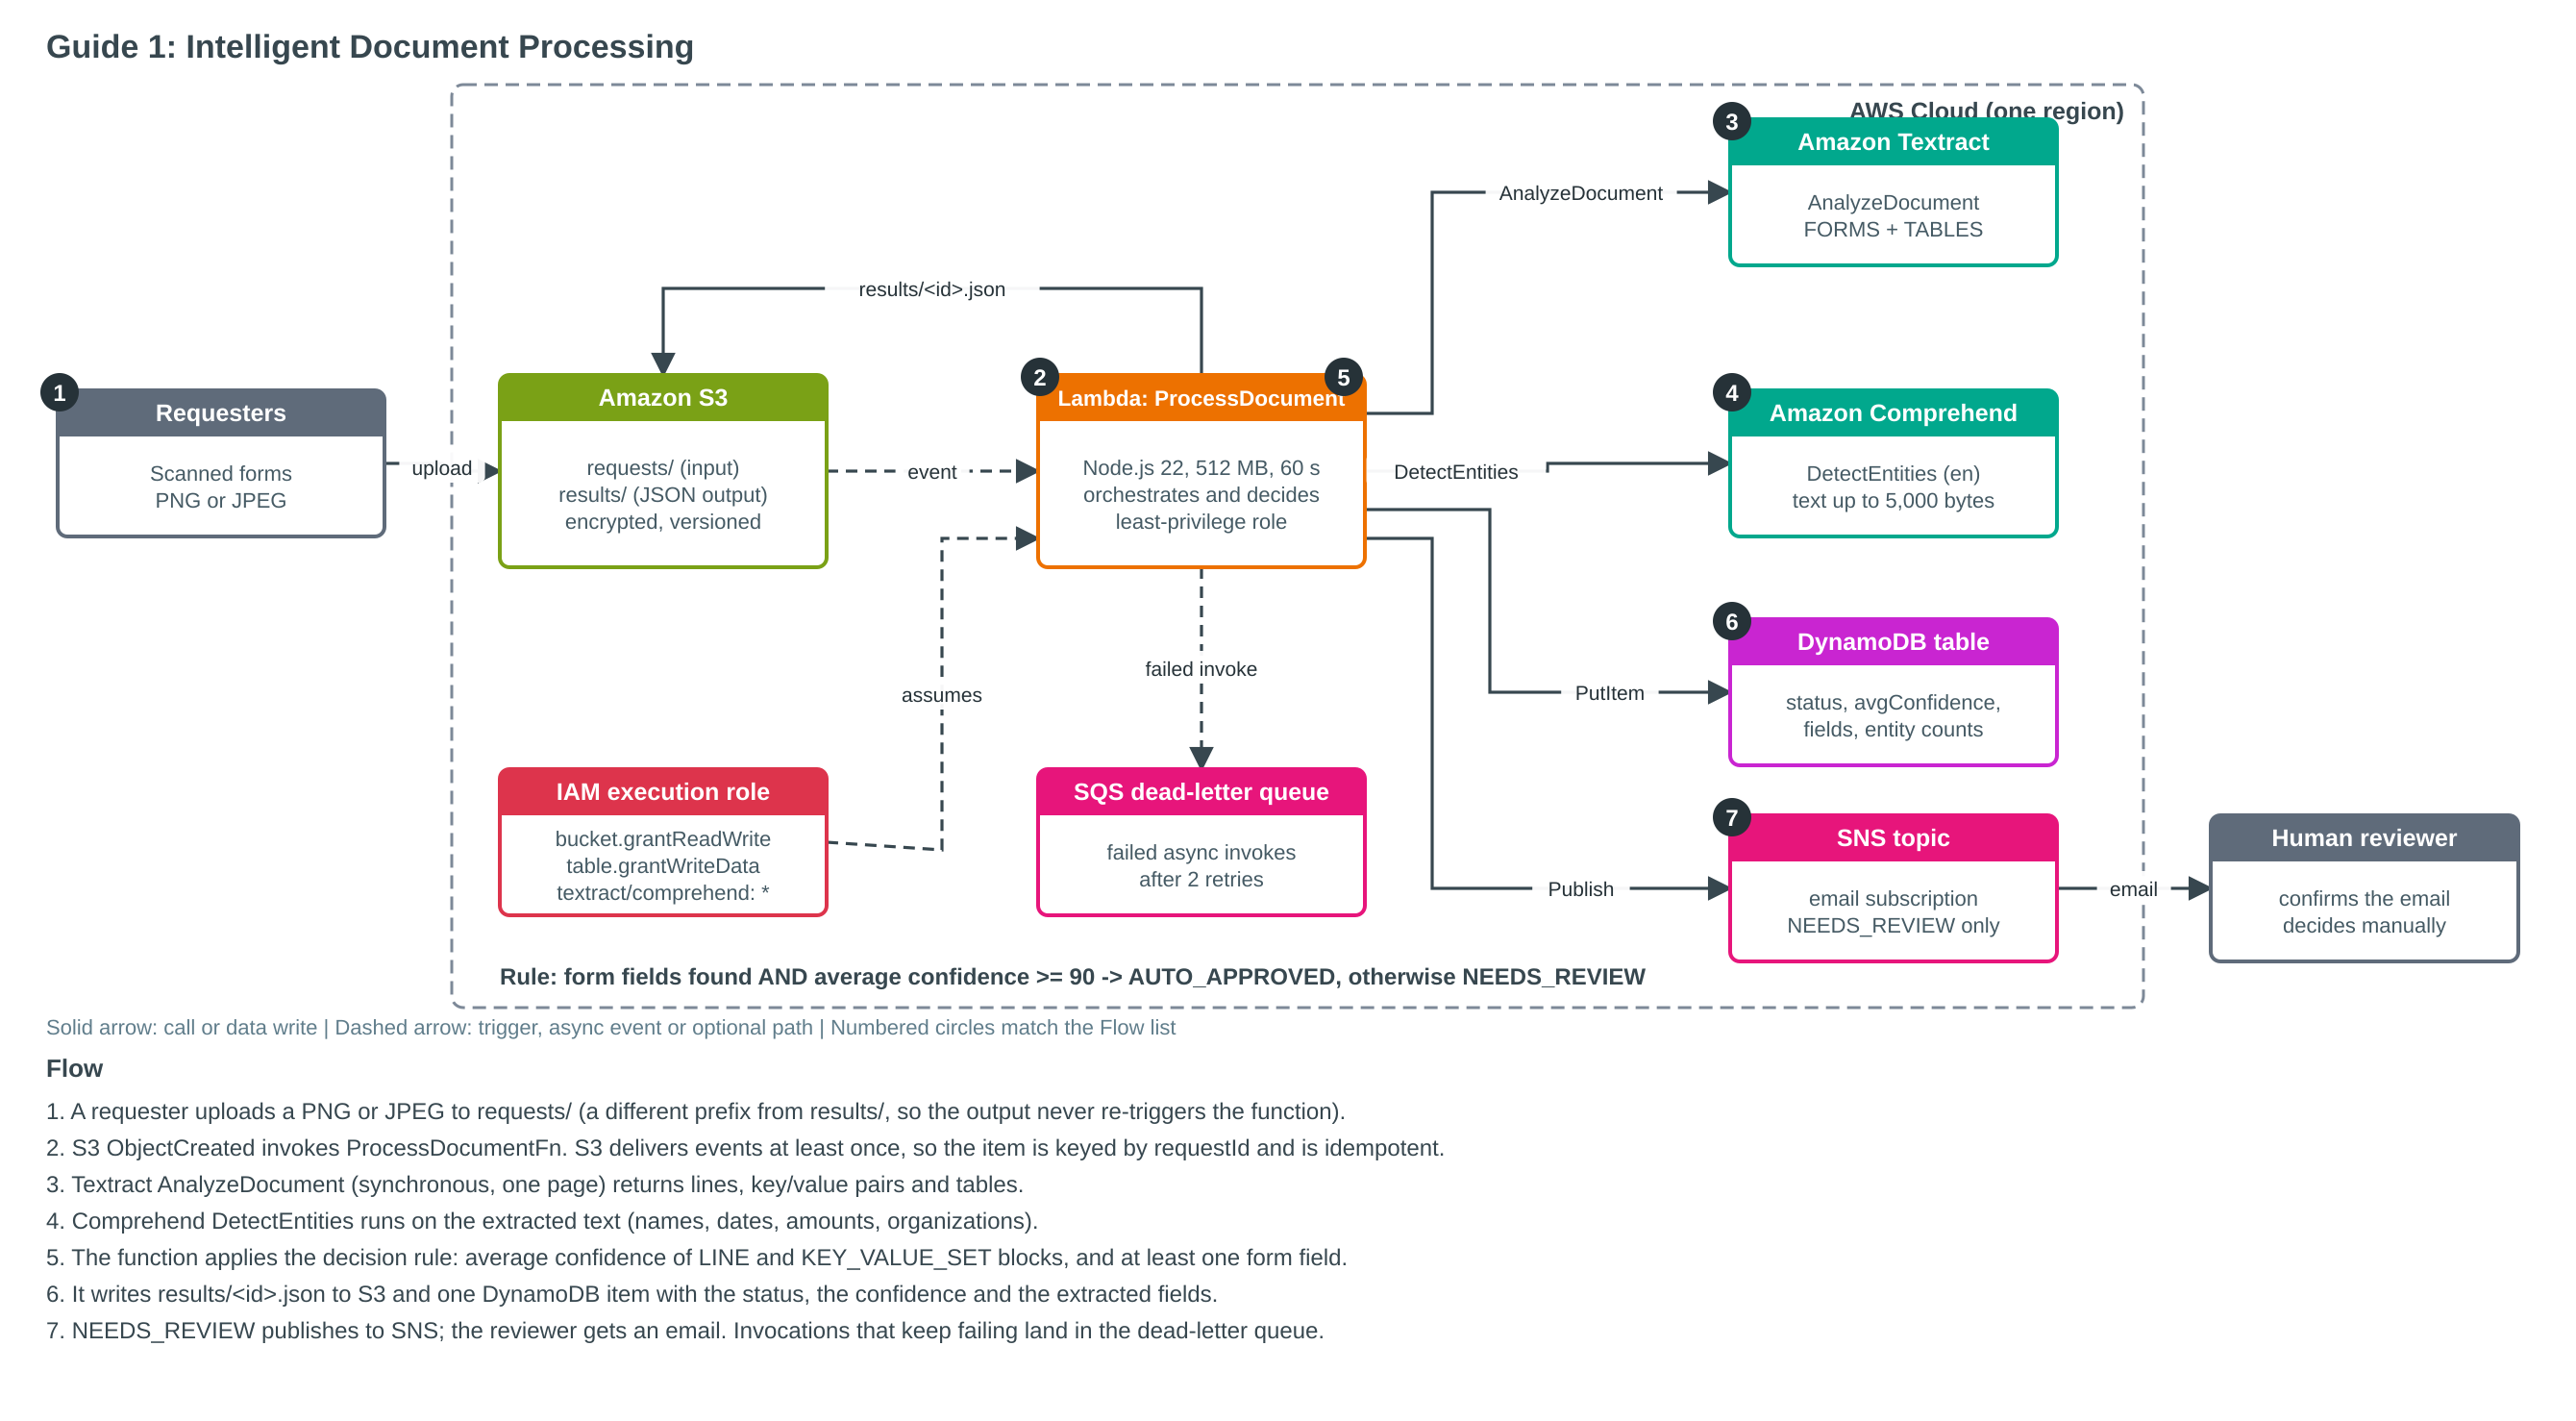 Guide 1: Intelligent Document Processing
AWS Cloud (one region)
3
Amazon Textract
AnalyzeDocument
FORMS + TABLES
AnalyzeDocument
results/<id>.json
1
Requesters
Scanned forms
PNG or JPEG
upload
Amazon S3
requests/ (input)
results/ (JSON output)
encrypted, versioned
event
2
5
Lambda: ProcessDocument
Node.js 22, 512 MB, 60 s
orchestrates and decides
least-privilege role
DetectEntities
4
Amazon Comprehend
DetectEntities (en)
text up to 5,000 bytes
assumes
failed invoke
PutItem
6
DynamoDB table
status, avgConfidence,
fields, entity counts
IAM execution role
bucket.grantReadWrite
table.grantWriteData
textract/comprehend: *
SQS dead-letter queue
failed async invokes
after 2 retries
Publish
7
SNS topic
email subscription
NEEDS_REVIEW only
email
Human reviewer
confirms the email
decides manually
Rule: form fields found AND average confidence >= 90 -> AUTO_APPROVED, otherwise NEEDS_REVIEW
Solid arrow: call or data write | Dashed arrow: trigger, async event or optional path | Numbered circles match the Flow list
Flow
1. A requester uploads a PNG or JPEG to requests/ (a different prefix from results/, so the output never re-triggers the function).
2. S3 ObjectCreated invokes ProcessDocumentFn. S3 delivers events at least once, so the item is keyed by requestId and is idempotent.
3. Textract AnalyzeDocument (synchronous, one page) returns lines, key/value pairs and tables.
4. Comprehend DetectEntities runs on the extracted text (names, dates, amounts, organizations).
5. The function applies the decision rule: average confidence of LINE and KEY_VALUE_SET blocks, and at least one form field.
6. It writes results/<id>.json to S3 and one DynamoDB item with the status, the confidence and the extracted fields.
7. NEEDS_REVIEW publishes to SNS; the reviewer gets an email. Invocations that keep failing land in the dead-letter queue.